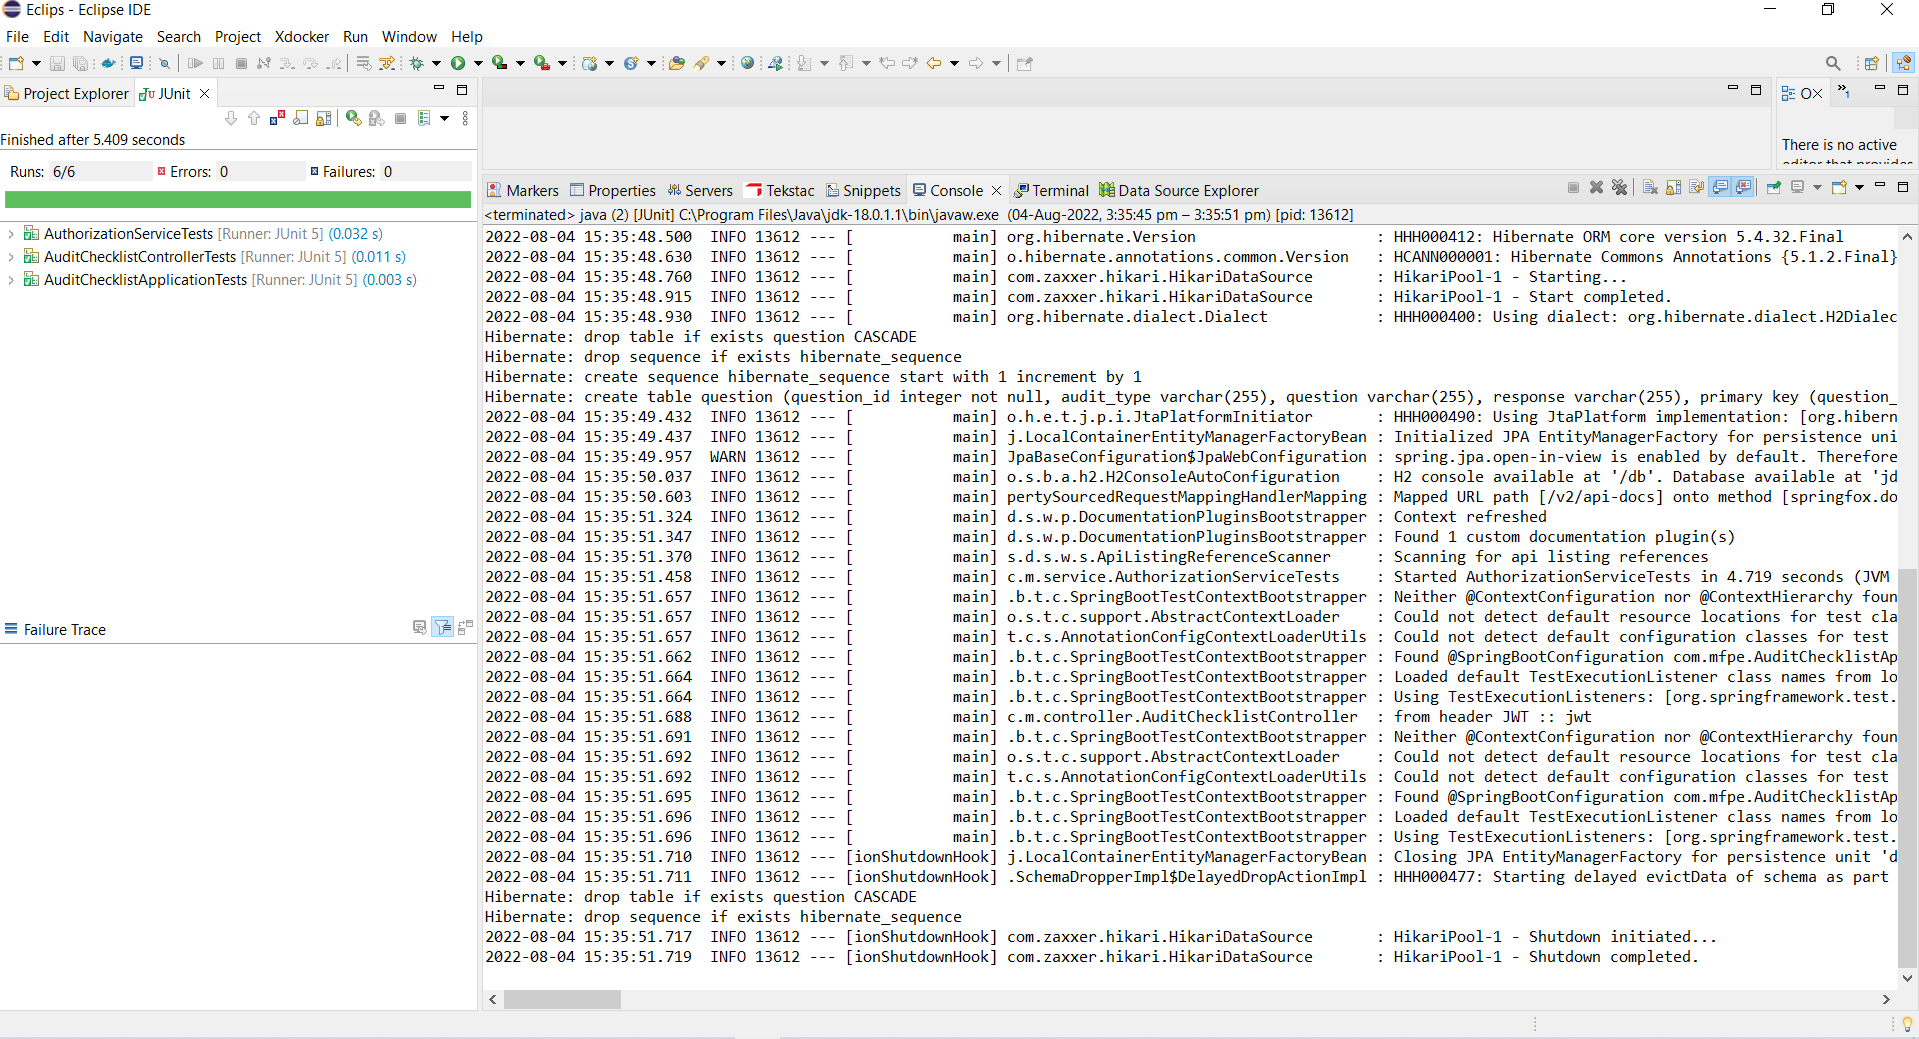 Eclips - Eclipse IDE
File Edit Navigate Search Project Xdocker Run Window Help
Project Explorer JUnit
Finished after 5.409 seconds
Runs: 6/6 Errors: 0 Failures: 0
AuthorizationServiceTests [Runner: JUnit 5] (0.032 s)
AuditChecklistControllerTests [Runner: JUnit 5] (0.011 s)
AuditChecklistApplicationTests [Runner: JUnit 5] (0.003 s)
Failure Trace
O
There is no active
editor that provides
Markers Properties Servers Tekstac Snippets Console Terminal Data Source Explorer
<terminated> java (2) [JUnit] C:\Program Files\Java\jdk-18.0.1.1\bin\javaw.exe (04-Aug-2022, 3:35:45 pm – 3:35:51 pm) [pid: 13612]
2022-08-04 15:35:48.500 INFO 13612 --- [ main] org.hibernate.Version : HHH000412: Hibernate ORM core version 5.4.32.Final
2022-08-04 15:35:48.630 INFO 13612 --- [ main] o.hibernate.annotations.common.Version : HCANN000001: Hibernate Commons Annotations {5.1.2.Final}
2022-08-04 15:35:48.760 INFO 13612 --- [ main] com.zaxxer.hikari.HikariDataSource : HikariPool-1 - Starting...
2022-08-04 15:35:48.915 INFO 13612 --- [ main] com.zaxxer.hikari.HikariDataSource : HikariPool-1 - Start completed.
2022-08-04 15:35:48.930 INFO 13612 --- [ main] org.hibernate.dialect.Dialect : HHH000400: Using dialect: org.hibernate.dialect.H2Dialec
Hibernate: drop table if exists question CASCADE
Hibernate: drop sequence if exists hibernate_sequence
Hibernate: create sequence hibernate_sequence start with 1 increment by 1
Hibernate: create table question (question_id integer not null, audit_type varchar(255), question varchar(255), response varchar(255), primary key (question_
2022-08-04 15:35:49.432 INFO 13612 --- [ main] o.h.e.t.j.p.i.JtaPlatformInitiator : HHH000490: Using JtaPlatform implementation: [org.hibern
2022-08-04 15:35:49.437 INFO 13612 --- [ main] j.LocalContainerEntityManagerFactoryBean : Initialized JPA EntityManagerFactory for persistence uni
2022-08-04 15:35:49.957 WARN 13612 --- [ main] JpaBaseConfiguration$JpaWebConfiguration : spring.jpa.open-in-view is enabled by default. Therefore
2022-08-04 15:35:50.037 INFO 13612 --- [ main] o.s.b.a.h2.H2ConsoleAutoConfiguration : H2 console available at '/db'. Database available at 'jd
2022-08-04 15:35:50.603 INFO 13612 --- [ main] pertySourcedRequestMappingHandlerMapping : Mapped URL path [/v2/api-docs] onto method [springfox.do
2022-08-04 15:35:51.324 INFO 13612 --- [ main] d.s.w.p.DocumentationPluginsBootstrapper : Context refreshed
2022-08-04 15:35:51.347 INFO 13612 --- [ main] d.s.w.p.DocumentationPluginsBootstrapper : Found 1 custom documentation plugin(s)
2022-08-04 15:35:51.370 INFO 13612 --- [ main] s.d.s.w.s.ApiListingReferenceScanner : Scanning for api listing references
2022-08-04 15:35:51.458 INFO 13612 --- [ main] c.m.service.AuthorizationServiceTests : Started AuthorizationServiceTests in 4.719 seconds (JVM
2022-08-04 15:35:51.657 INFO 13612 --- [ main] .b.t.c.SpringBootTestContextBootstrapper : Neither @ContextConfiguration nor @ContextHierarchy foun
2022-08-04 15:35:51.657 INFO 13612 --- [ main] o.s.t.c.support.AbstractContextLoader : Could not detect default resource locations for test cla
2022-08-04 15:35:51.657 INFO 13612 --- [ main] t.c.s.AnnotationConfigContextLoaderUtils : Could not detect default configuration classes for test
2022-08-04 15:35:51.662 INFO 13612 --- [ main] .b.t.c.SpringBootTestContextBootstrapper : Found @SpringBootConfiguration com.mfpe.AuditChecklistAp
2022-08-04 15:35:51.664 INFO 13612 --- [ main] .b.t.c.SpringBootTestContextBootstrapper : Loaded default TestExecutionListener class names from lo
2022-08-04 15:35:51.664 INFO 13612 --- [ main] .b.t.c.SpringBootTestContextBootstrapper : Using TestExecutionListeners: [org.springframework.test.
2022-08-04 15:35:51.688 INFO 13612 --- [ main] c.m.controller.AuditChecklistController : from header JWT :: jwt
2022-08-04 15:35:51.691 INFO 13612 --- [ main] .b.t.c.SpringBootTestContextBootstrapper : Neither @ContextConfiguration nor @ContextHierarchy foun
2022-08-04 15:35:51.692 INFO 13612 --- [ main] o.s.t.c.support.AbstractContextLoader : Could not detect default resource locations for test cla
2022-08-04 15:35:51.692 INFO 13612 --- [ main] t.c.s.AnnotationConfigContextLoaderUtils : Could not detect default configuration classes for test
2022-08-04 15:35:51.695 INFO 13612 --- [ main] .b.t.c.SpringBootTestContextBootstrapper : Found @SpringBootConfiguration com.mfpe.AuditChecklistAp
2022-08-04 15:35:51.696 INFO 13612 --- [ main] .b.t.c.SpringBootTestContextBootstrapper : Loaded default TestExecutionListener class names from lo
2022-08-04 15:35:51.696 INFO 13612 --- [ main] .b.t.c.SpringBootTestContextBootstrapper : Using TestExecutionListeners: [org.springframework.test.
2022-08-04 15:35:51.710 INFO 13612 --- [ionShutdownHook] j.LocalContainerEntityManagerFactoryBean : Closing JPA EntityManagerFactory for persistence unit 'd
2022-08-04 15:35:51.711 INFO 13612 --- [ionShutdownHook] .SchemaDropperImpl$DelayedDropActionImpl : HHH000477: Starting delayed evictData of schema as part
Hibernate: drop table if exists question CASCADE
Hibernate: drop sequence if exists hibernate_sequence
2022-08-04 15:35:51.717 INFO 13612 --- [ionShutdownHook] com.zaxxer.hikari.HikariDataSource : HikariPool-1 - Shutdown initiated...
2022-08-04 15:35:51.719 INFO 13612 --- [ionShutdownHook] com.zaxxer.hikari.HikariDataSource : HikariPool-1 - Shutdown completed.